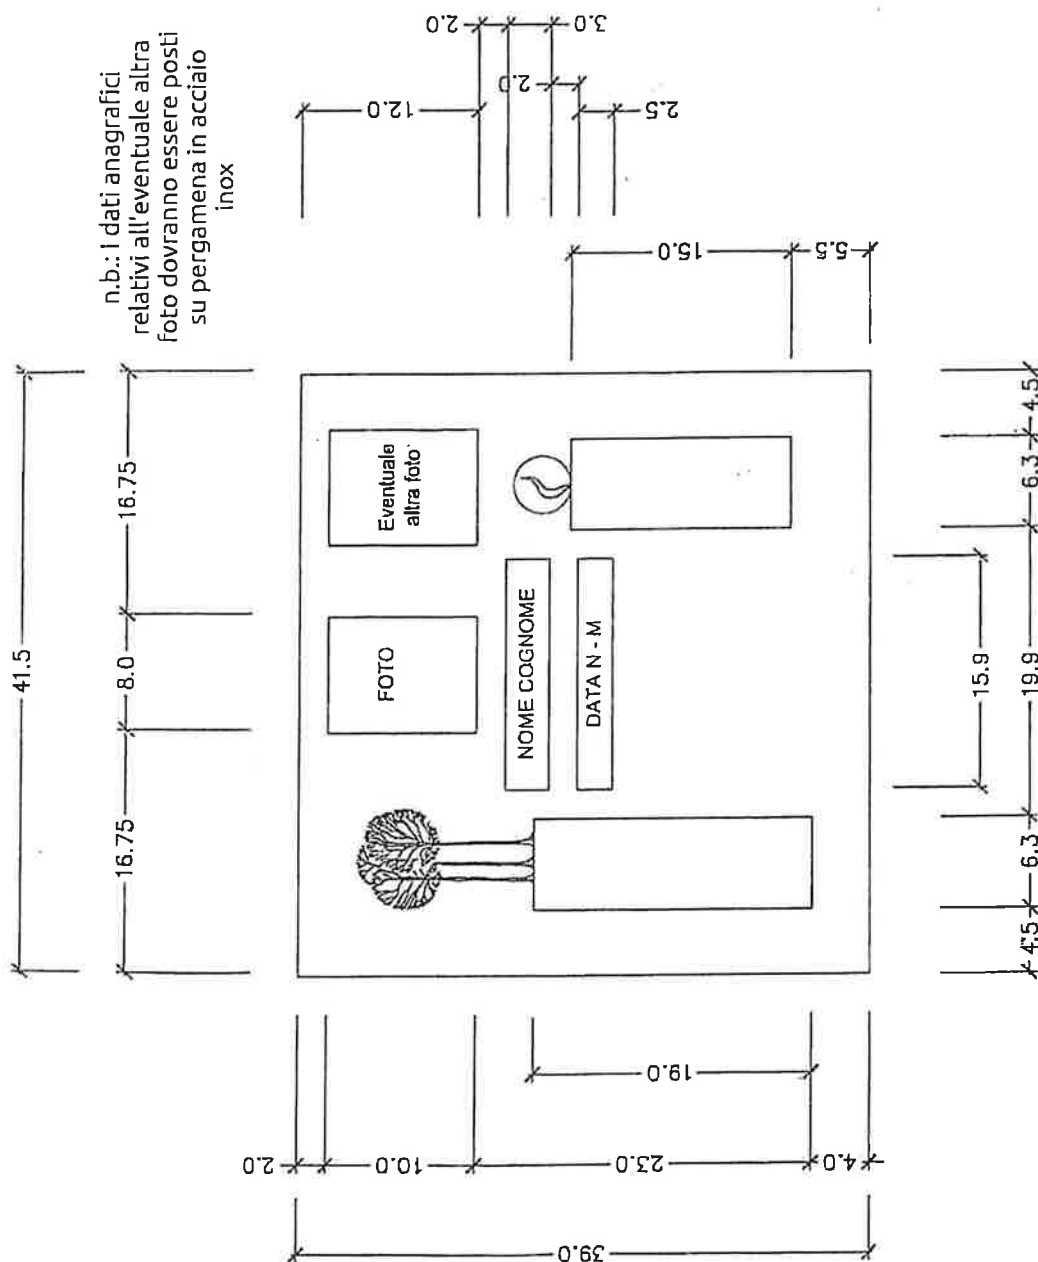 n.b.: I dati anagrafici
relativi all'eventuale altra
foto dovranno essere posti
su pergamena in acciaio
inox
41.5
16.75
8.0
16.75
2.0
12.0
3.0
2.0
2.5
15.0
5.5
FOTO
Eventuale
altra foto
NOME COGNOME
DATA N - M
2.0
10.0
23.0
4.0
19.0
39.0
15.9
4.5
6.3
19.9
6.3
4.5